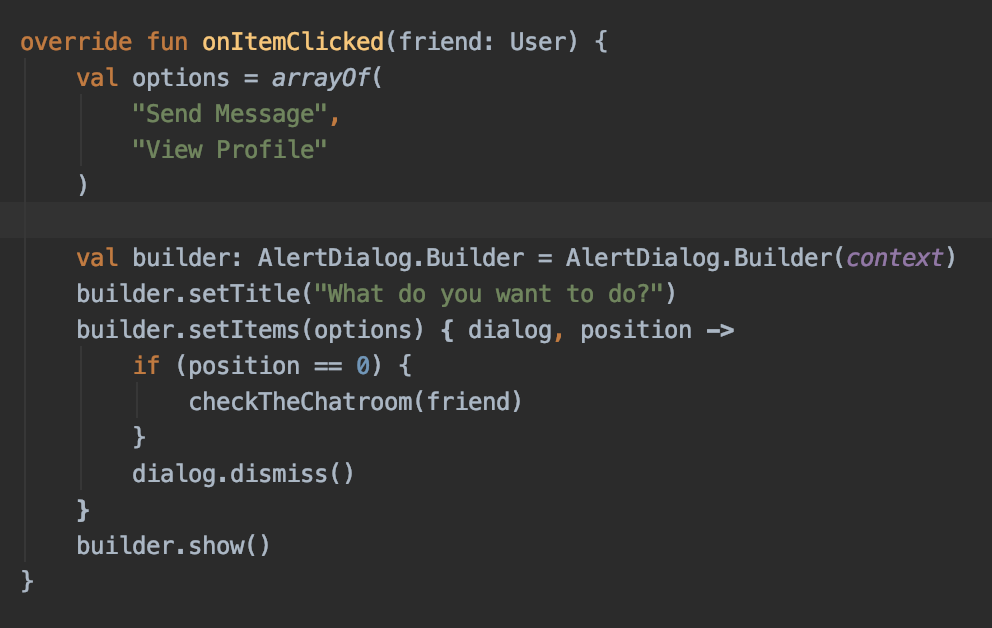 override fun onItemClicked(friend: User) {
    val options = arrayOf(
        "Send Message",
        "View Profile"
    )

    val builder: AlertDialog.Builder = AlertDialog.Builder(context)
    builder.setTitle("What do you want to do?")
    builder.setItems(options) { dialog, position ->
        if (position == 0) {
            checkTheChatroom(friend)
        }
        dialog.dismiss()
    }
    builder.show()
}